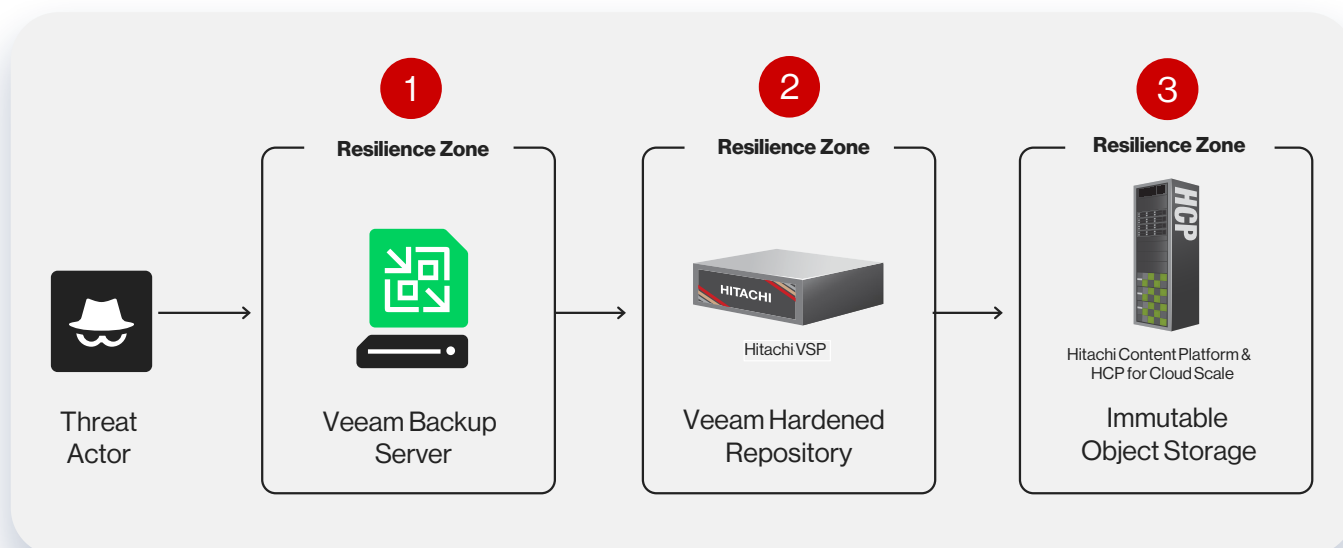 1
2
3
Resilience Zone
Resilience Zone
Resilience Zone
HCP
HITACHI
Hitachi VSP
Hitachi Content Platform &
HCP for Cloud Scale
Threat
Actor
Veeam Backup
Server
Veeam Hardened
Repository
Immutable
Object Storage